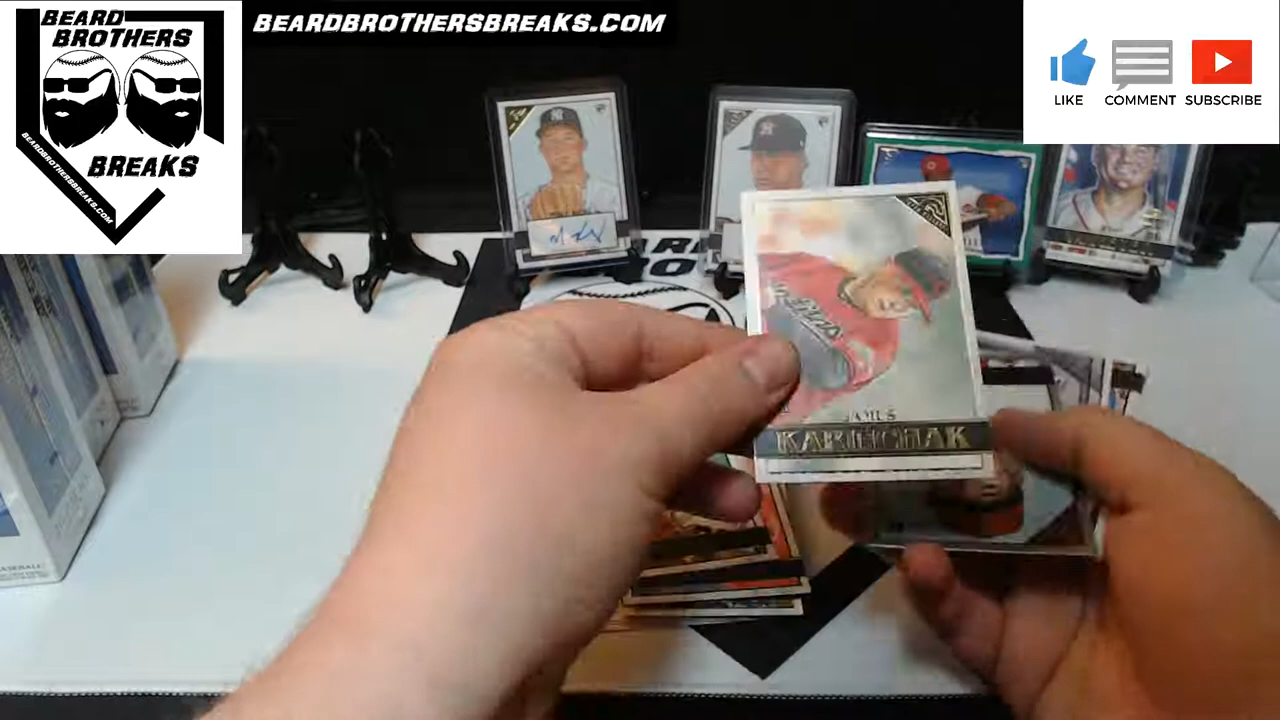 BEARD
BROTHERS
BREAKS
BEARDBROTHERSBREAKS.COM
BEARDBROTHERSBREAKS.COM
LIKE
COMMENT
SUBSCRIBE
JAMES
KARINCHAK